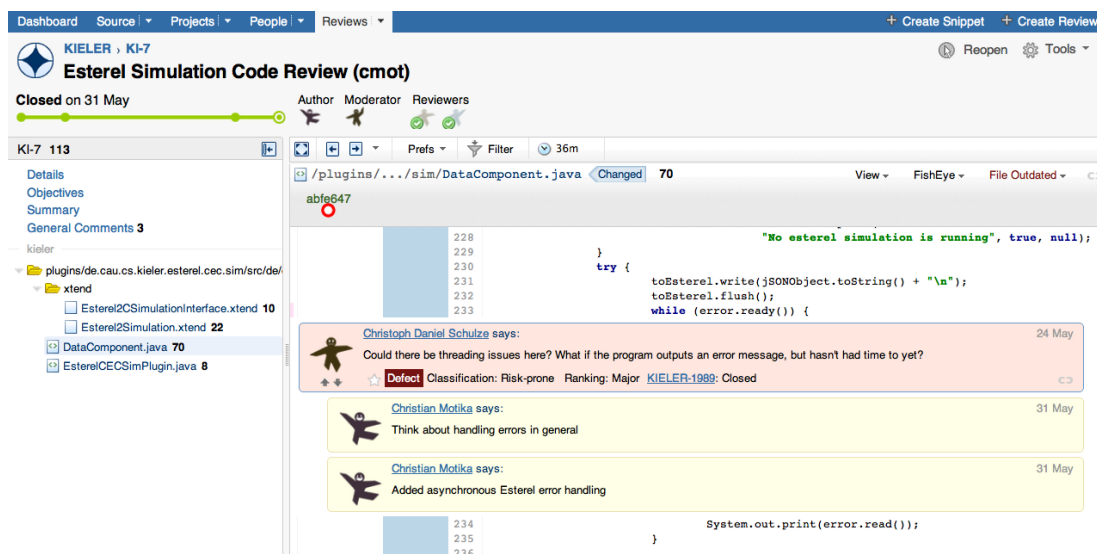 Dashboard Source Projects People Reviews + Create Snippet + Create Review
KIELER › KI-7 Reopen Tools
Esterel Simulation Code Review (cmot)
Closed on 31 May Author Moderator Reviewers
KI-7 113 Prefs Filter 36m
Details /plugins/.../sim/DataComponent.java Changed 70 View FishEye File Outdated
Objectives
Summary abfe647
General Comments 3
kieler
plugins/de.cau.cs.kieler.esterel.cec.sim/src/de/
xtend
Esterel2CSimulationInterface.xtend 10
Esterel2Simulation.xtend 22
DataComponent.java 70
EsterelCECSimPlugin.java 8
228 "No esterel simulation is running", true, null);
229 }
230 try {
231 toEsterel.write(jSONObject.toString() + "\n");
232 toEsterel.flush();
233 while (error.ready()) {
Christoph Daniel Schulze says: 24 May
Could there be threading issues here? What if the program outputs an error message, but hasn't had time to yet?
Defect Classification: Risk-prone Ranking: Major KIELER-1989: Closed
Christian Motika says: 31 May
Think about handling errors in general
Christian Motika says: 31 May
Added asynchronous Esterel error handling
234 System.out.print(error.read());
235 }
236